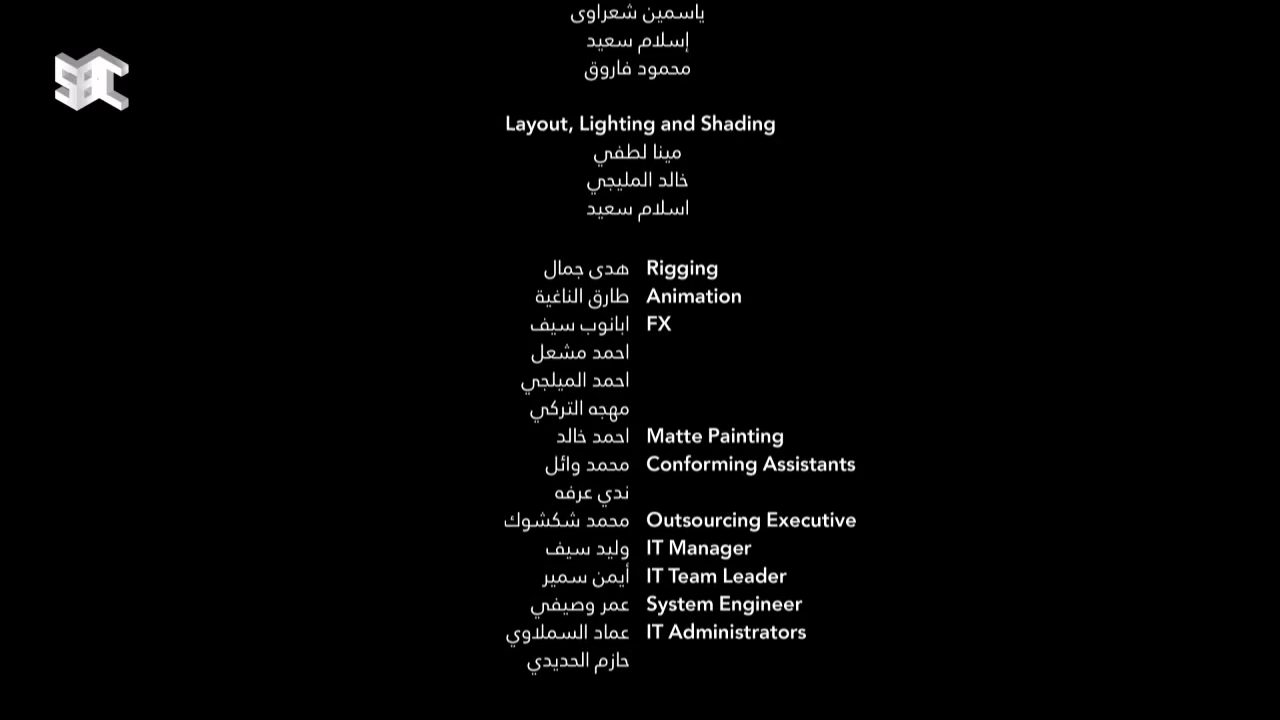 ياسمين شعراوى
إسلام سعيد
SBC
محمود فاروق
Layout, Lighting and Shading
مينا لطفي
خالد المليجي
اسلام سعيد
Rigging هدى جمال
Animation طارق الناغية
FX ابانوب سيف
احمد مشعل
احمد الميلجي
مهجه التركي
Matte Painting احمد خالد
Conforming Assistants محمد وائل
ندي عرفه
Outsourcing Executive محمد شكشوك
IT Manager وليد سيف
IT Team Leader أيمن سمير
System Engineer عمر وصيفي
IT Administrators عماد السملاوي
حازم الحديدي